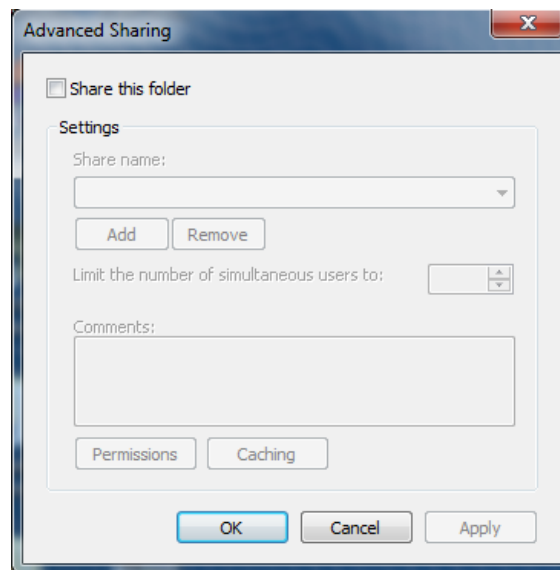 Advanced Sharing
Share this folder
Settings
Share name:
Add Remove
Limit the number of simultaneous users to:
Comments:
Permissions Caching
OK Cancel Apply